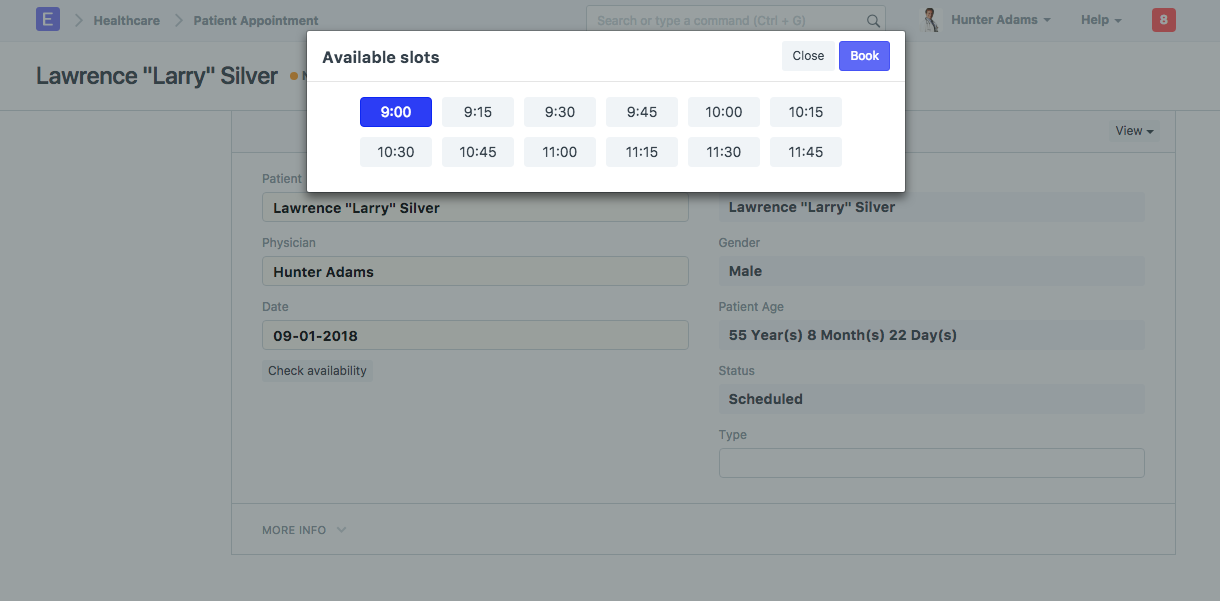 E Healthcare Patient Appointment Search or type a command (Ctrl + G) Hunter Adams Help 8
Available slots Close Book
Lawrence "Larry" Silver
9:00 9:15 9:30 9:45 10:00 10:15
View
10:30 10:45 11:00 11:15 11:30 11:45
Patient
Lawrence "Larry" Silver Lawrence "Larry" Silver
Physician Gender
Hunter Adams Male
Date Patient Age
09-01-2018 55 Year(s) 8 Month(s) 22 Day(s)
Check availability Status
Scheduled
Type
MORE INFO